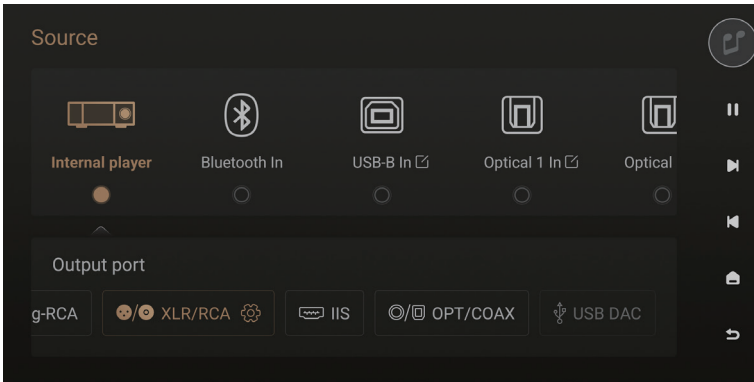 Source
Internal player
Bluetooth In
USB-B In
Optical 1 In
Optical
Output port
g-RCA
XLR/RCA
IIS
OPT/COAX
USB DAC